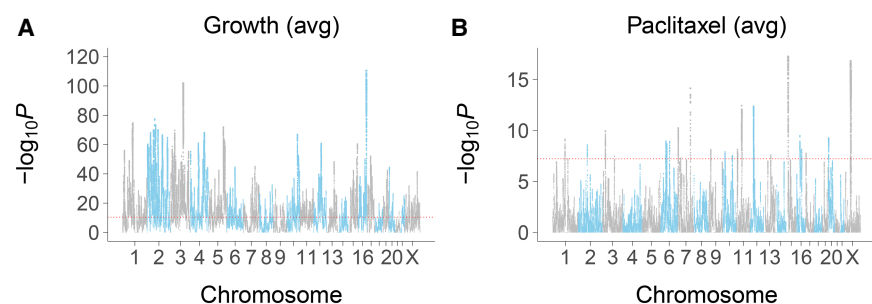 A
Growth (avg)
−log₁₀P
120
100
80
60
40
20
0
1 2 3 4 5 6 7 8 9 11 13 16 20 X
Chromosome
B
Paclitaxel (avg)
−log₁₀P
15
10
5
0
1 2 3 4 5 6 7 8 9 11 13 16 20 X
Chromosome